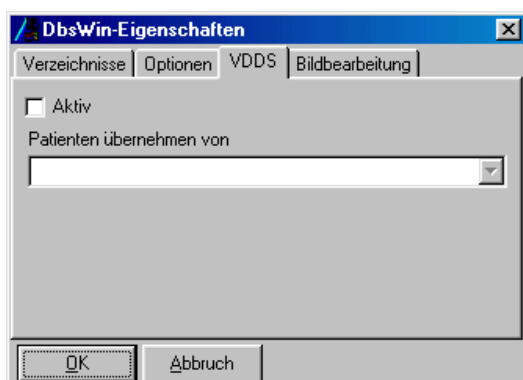 DbsWin-Eigenschaften
Verzeichnisse Optionen VDDS Bildbearbeitung
Aktiv
Patienten übernehmen von
OK Abbruch